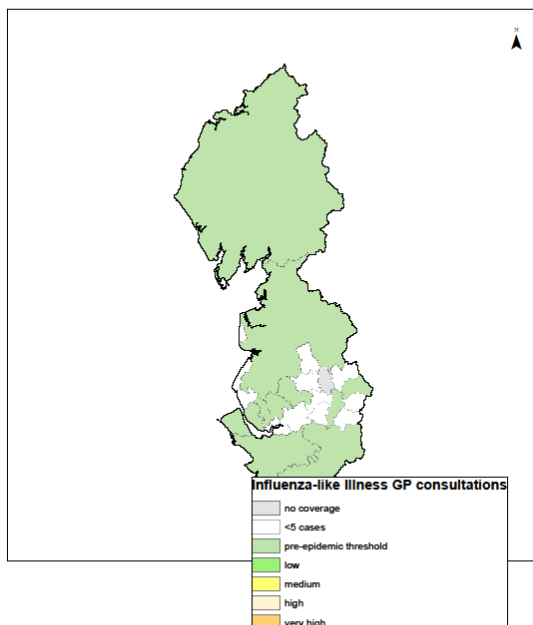 N
Influenza-like Illness GP consultations
no coverage
<5 cases
pre-epidemic threshold
low
medium
high
very high